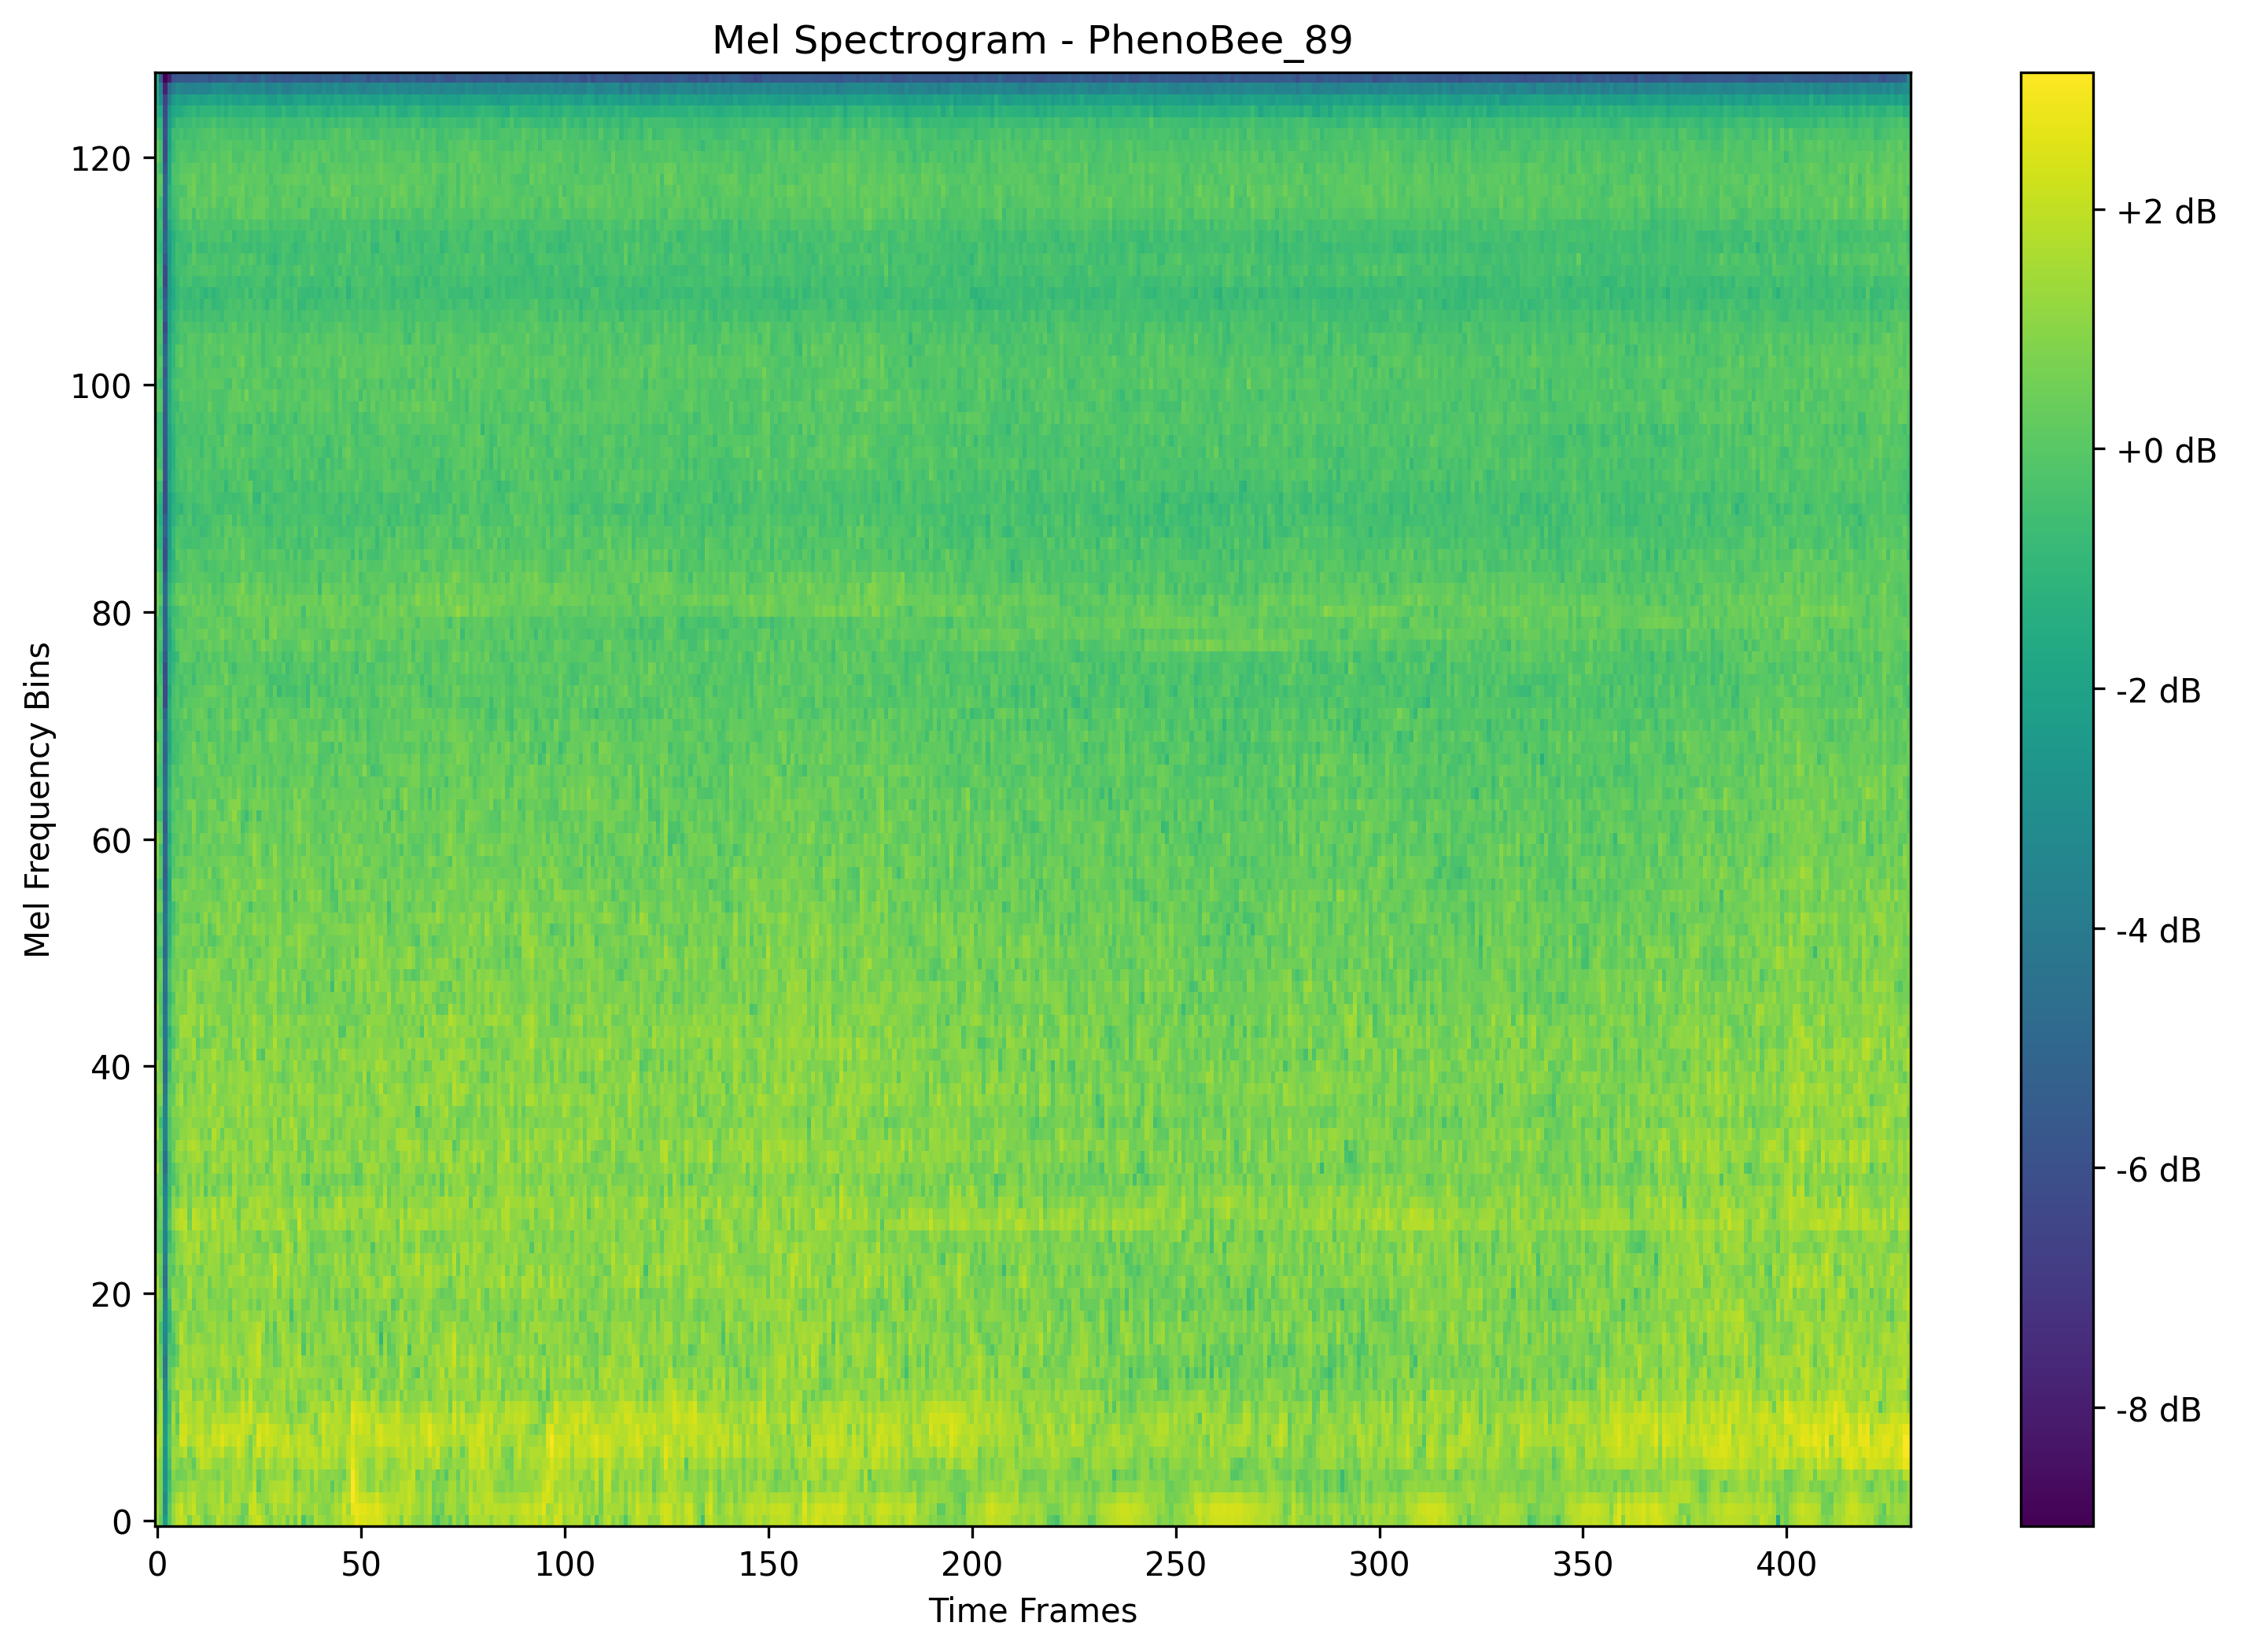 Mel Spectrogram - PhenoBee_89
Mel Frequency Bins
120
100
80
60
40
20
0
0 50 100 150 200 250 300 350 400
Time Frames
+2 dB
+0 dB
-2 dB
-4 dB
-6 dB
-8 dB